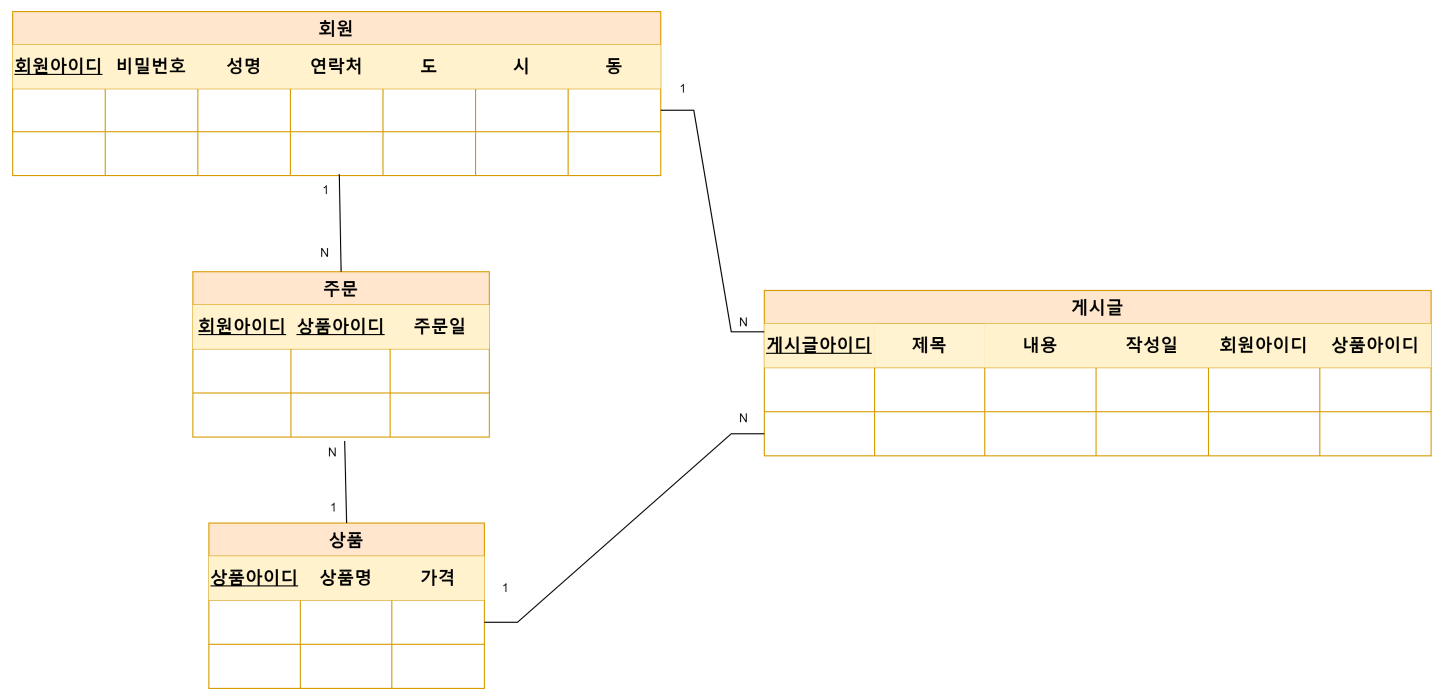 회원
회원아이디 비밀번호 성명 연락처 도 시 동
1
1
N
주문
회원아이디 상품아이디 주문일
N
게시글
게시글아이디 제목 내용 작성일 회원아이디 상품아이디
N
N
1
상품
상품아이디 상품명 가격
1